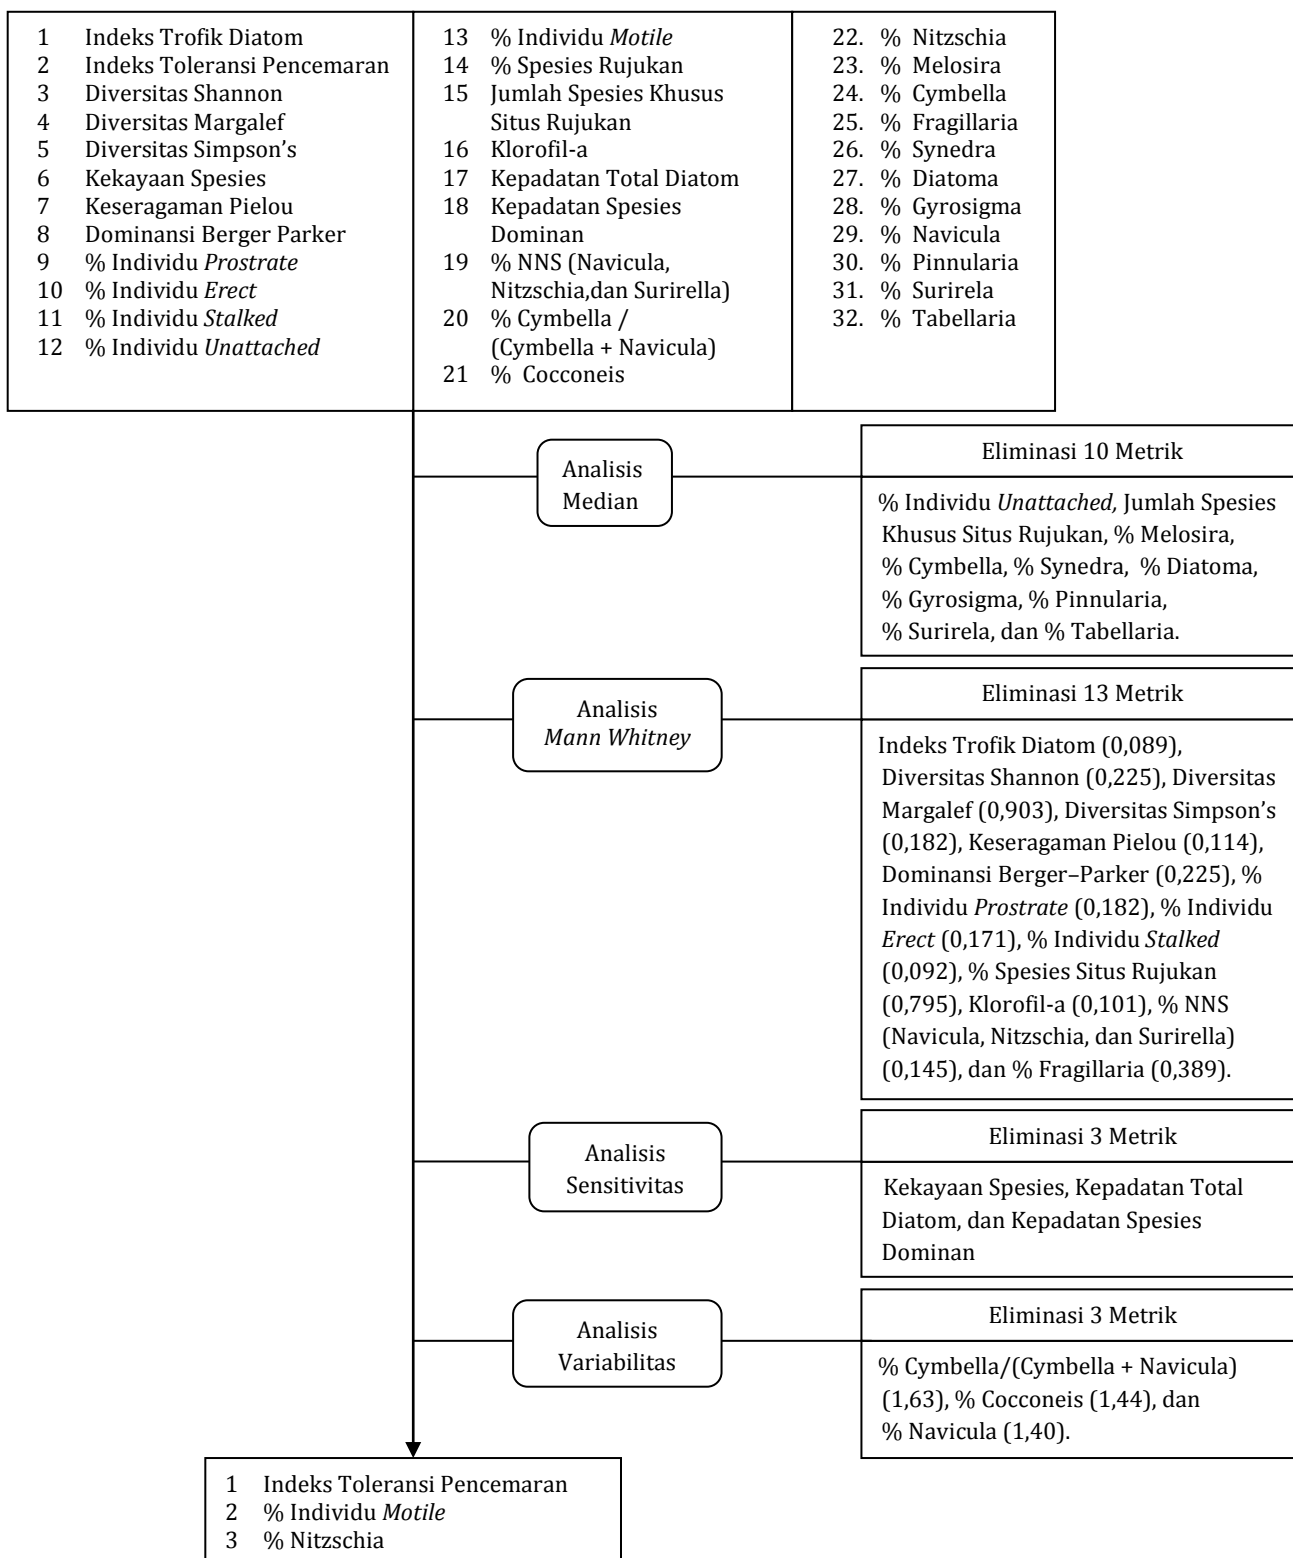 1 Indeks Trofik Diatom
2 Indeks Toleransi Pencemaran
3 Diversitas Shannon
4 Diversitas Margalef
5 Diversitas Simpson’s
6 Kekayaan Spesies
7 Keseragaman Pielou
8 Dominansi Berger Parker
9 % Individu Prostrate
10 % Individu Erect
11 % Individu Stalked
12 % Individu Unattached
13 % Individu Motile
14 % Spesies Rujukan
15 Jumlah Spesies Khusus
Situs Rujukan
16 Klorofil-a
17 Kepadatan Total Diatom
18 Kepadatan Spesies
Dominan
19 % NNS (Navicula,
Nitzschia,dan Surirella)
20 % Cymbella /
(Cymbella + Navicula)
21 % Cocconeis
22. % Nitzschia
23. % Melosira
24. % Cymbella
25. % Fragillaria
26. % Synedra
27. % Diatoma
28. % Gyrosigma
29. % Navicula
30. % Pinnularia
31. % Surirela
32. % Tabellaria
Analisis
Median
Eliminasi 10 Metrik
% Individu Unattached, Jumlah Spesies
Khusus Situs Rujukan, % Melosira,
% Cymbella, % Synedra, % Diatoma,
% Gyrosigma, % Pinnularia,
% Surirela, dan % Tabellaria.
Analisis
Mann Whitney
Eliminasi 13 Metrik
Indeks Trofik Diatom (0,089),
Diversitas Shannon (0,225), Diversitas
Margalef (0,903), Diversitas Simpson’s
(0,182), Keseragaman Pielou (0,114),
Dominansi Berger–Parker (0,225), %
Individu Prostrate (0,182), % Individu
Erect (0,171), % Individu Stalked
(0,092), % Spesies Situs Rujukan
(0,795), Klorofil-a (0,101), % NNS
(Navicula, Nitzschia, dan Surirella)
(0,145), dan % Fragillaria (0,389).
Analisis
Sensitivitas
Eliminasi 3 Metrik
Kekayaan Spesies, Kepadatan Total
Diatom, dan Kepadatan Spesies
Dominan
Analisis
Variabilitas
Eliminasi 3 Metrik
% Cymbella/(Cymbella + Navicula)
(1,63), % Cocconeis (1,44), dan
% Navicula (1,40).
1 Indeks Toleransi Pencemaran
2 % Individu Motile
3 % Nitzschia